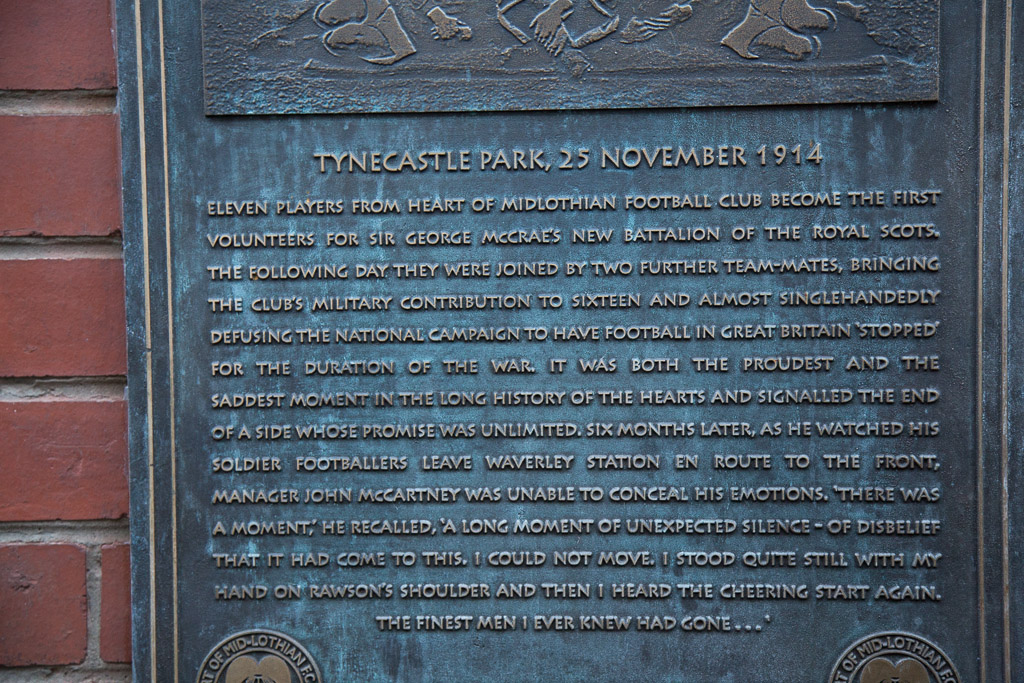 TYNECASTLE PARK, 25 NOVEMBER 1914
ELEVEN PLAYERS FROM HEART OF MIDLOTHIAN FOOTBALL CLUB BECOME THE FIRST
VOLUNTEERS FOR SIR GEORGE MCCRAE'S NEW BATTALION OF THE ROYAL SCOTS.
THE FOLLOWING DAY THEY WERE JOINED BY TWO FURTHER TEAM-MATES, BRINGING
THE CLUB'S MILITARY CONTRIBUTION TO SIXTEEN AND ALMOST SINGLEHANDEDLY
DEFUSING THE NATIONAL CAMPAIGN TO HAVE FOOTBALL IN GREAT BRITAIN 'STOPPED'
FOR THE DURATION OF THE WAR. IT WAS BOTH THE PROUDEST AND THE
SADDEST MOMENT IN THE LONG HISTORY OF THE HEARTS AND SIGNALLED THE END
OF A SIDE WHOSE PROMISE WAS UNLIMITED. SIX MONTHS LATER, AS HE WATCHED HIS
SOLDIER FOOTBALLERS LEAVE WAVERLEY STATION EN ROUTE TO THE FRONT,
MANAGER JOHN MCCARTNEY WAS UNABLE TO CONCEAL HIS EMOTIONS. 'THERE WAS
A MOMENT,' HE RECALLED, 'A LONG MOMENT OF UNEXPECTED SILENCE - OF DISBELIEF
THAT IT HAD COME TO THIS. I COULD NOT MOVE. I STOOD QUITE STILL WITH MY
HAND ON RAWSON'S SHOULDER AND THEN I HEARD THE CHEERING START AGAIN.
THE FINEST MEN I EVER KNEW HAD GONE...'
OF MID-LOTHIAN F.C.
OF MID-LOTHIAN F.C.